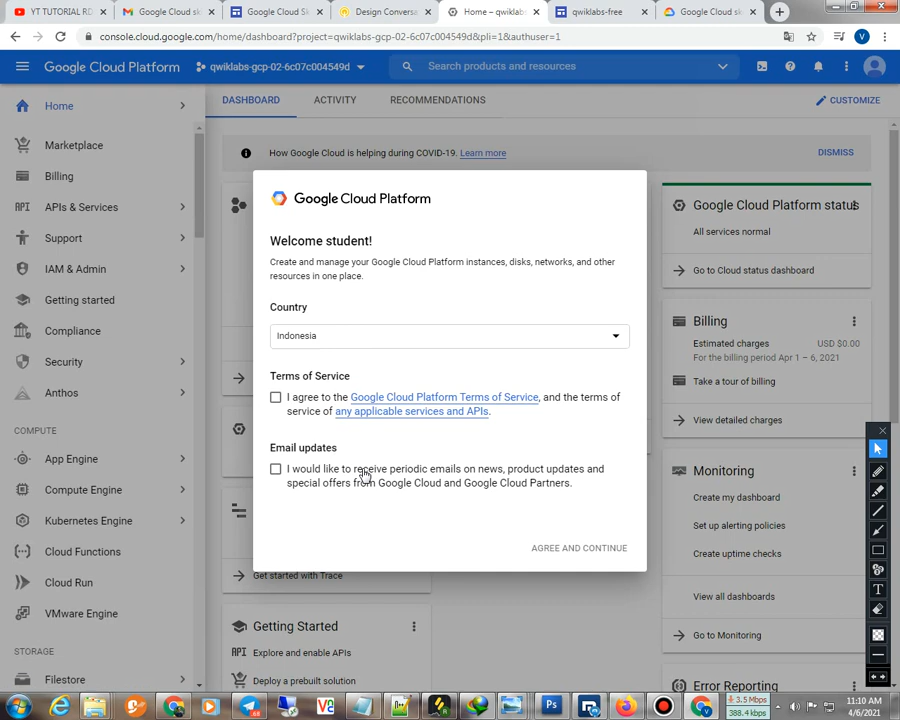 YT TUTORIAL RD
Google Cloud sk
Google Cloud Sk
Design Conversa
Home – qwiklabs
qwiklabs-free
Google Cloud sk
console.cloud.google.com/home/dashboard?project=qwiklabs-gcp-02-6c07c004549d&pli=1&authuser=1
Google Cloud Platform
qwiklabs-gcp-02-6c07c004549d
Search products and resources
Home
DASHBOARD
ACTIVITY
RECOMMENDATIONS
CUSTOMIZE
Marketplace
How Google Cloud is helping during COVID-19. Learn more
DISMISS
Billing
APIs & Services
Support
IAM & Admin
Getting started
Compliance
Security
Anthos
COMPUTE
App Engine
Compute Engine
Kubernetes Engine
Cloud Functions
Cloud Run
VMware Engine
STORAGE
Filestore
Google Cloud Platform
Welcome student!
Create and manage your Google Cloud Platform instances, disks, networks, and other
resources in one place.
Country
Indonesia
Terms of Service
I agree to the Google Cloud Platform Terms of Service, and the terms of
service of any applicable services and APIs.
Email updates
I would like to receive periodic emails on news, product updates and
special offers from Google Cloud and Google Cloud Partners.
AGREE AND CONTINUE
Get started with Trace
Getting Started
Explore and enable APIs
Deploy a prebuilt solution
Google Cloud Platform status
All services normal
Go to Cloud status dashboard
Billing
Estimated charges
USD $0.00
For the billing period Apr 1 – 6, 2021
Take a tour of billing
View detailed charges
Monitoring
Create my dashboard
Set up alerting policies
Create uptime checks
View all dashboards
Go to Monitoring
Error Reporting
3.5 Mbps
388.4 kbps
11:10 AM
4/6/2021